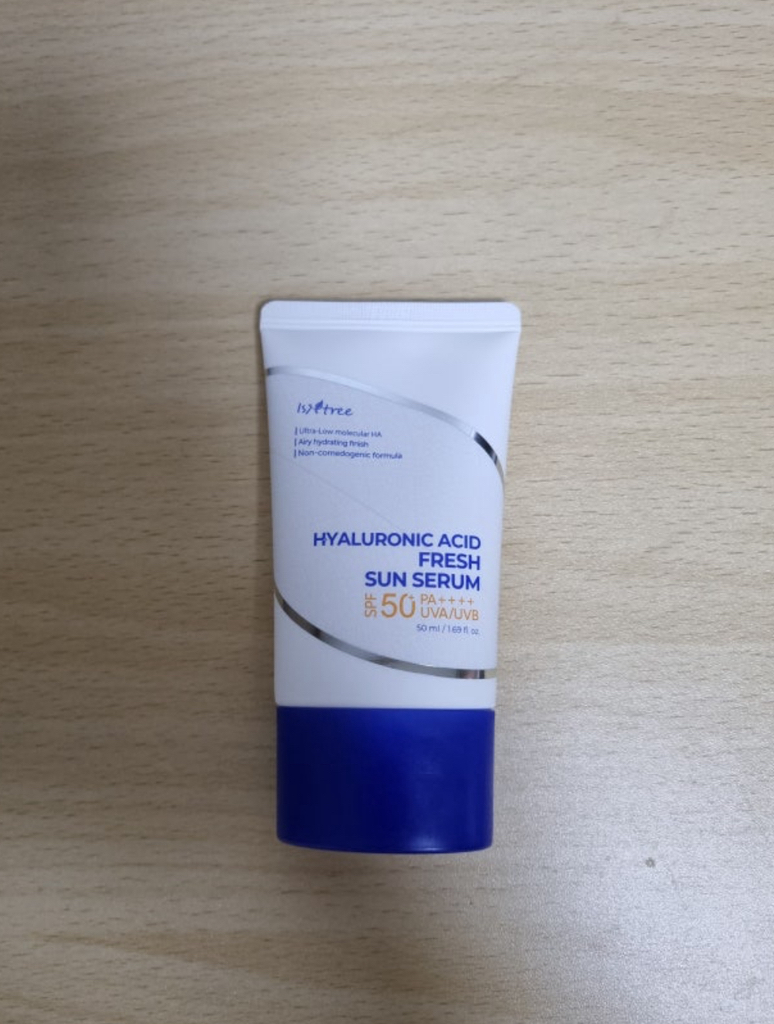 Isntree
Ultra-Low molecular HA
Airy hydrating finish
Non-comedogenic formula
HYALURONIC ACID
FRESH
SUN SERUM
SPF 50+ PA++++
UVA/UVB
50 ml / 1.69 fl. oz.